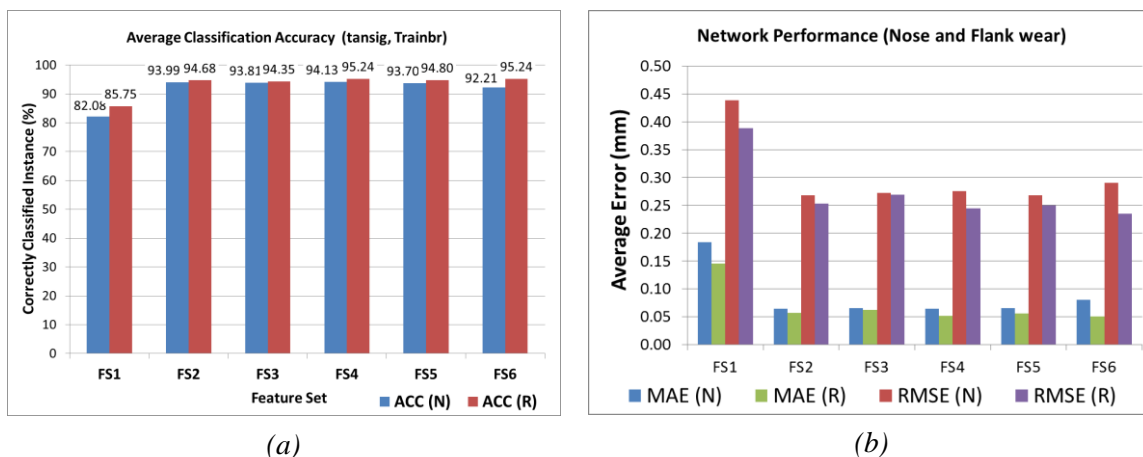 Average Classification Accuracy (tansig, Trainbr)
Correctly Classified Instance (%)
100
90
80
70
60
50
40
30
20
10
0
82.08 85.75 93.99 94.68 93.81 94.35 94.13 95.24 93.70 94.80 92.21 95.24
FS1 FS2 FS3 FS4 FS5 FS6
Feature Set
ACC (N) ACC (R)
(a)
Network Performance (Nose and Flank wear)
Average Error (mm)
0.50
0.45
0.40
0.35
0.30
0.25
0.20
0.15
0.10
0.05
0.00
FS1 FS2 FS3 FS4 FS5 FS6
MAE (N) MAE (R) RMSE (N) RMSE (R)
(b)